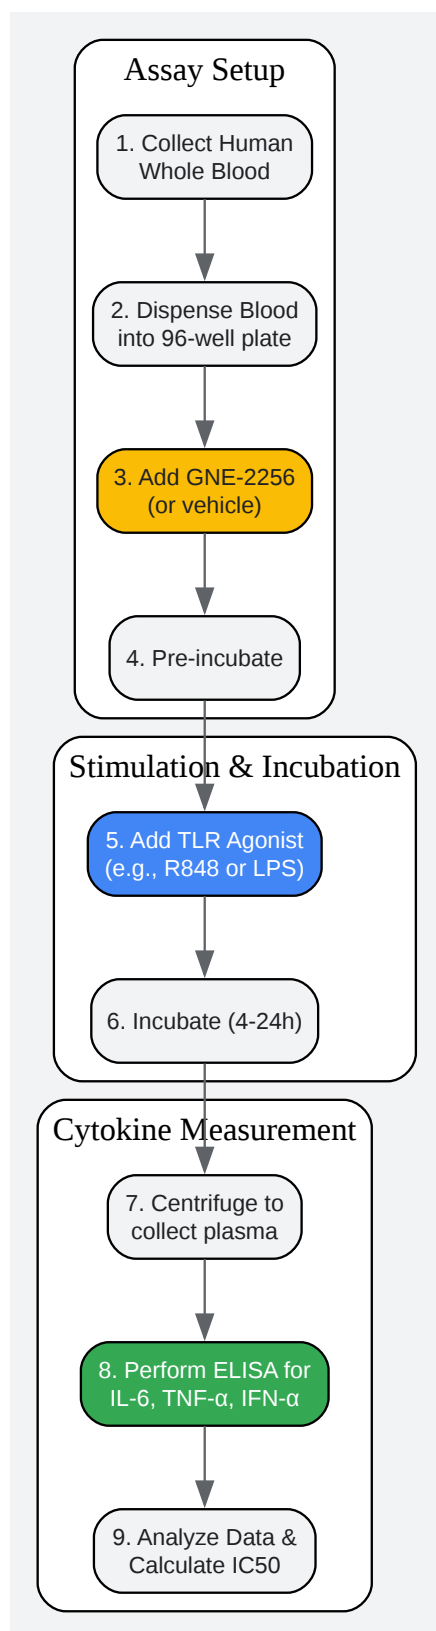 Assay Setup
1. Collect Human
Whole Blood
2. Dispense Blood
into 96-well plate
3. Add GNE-2256
(or vehicle)
4. Pre-incubate
Stimulation & Incubation
5. Add TLR Agonist
(e.g., R848 or LPS)
6. Incubate (4-24h)
Cytokine Measurement
7. Centrifuge to
collect plasma
8. Perform ELISA for
IL-6, TNF-α, IFN-α
9. Analyze Data &
Calculate IC50